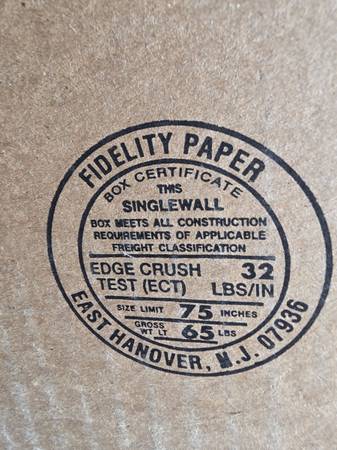 FIDELITY PAPER
BOX CERTIFICATE
THIS
SINGLEWALL
BOX MEETS ALL CONSTRUCTION
REQUIREMENTS OF APPLICABLE
FREIGHT CLASSIFICATION
EDGE CRUSH 32
TEST (ECT) LBS/IN
SIZE LIMIT 75 INCHES
GROSS
WT LT 65 LBS
EAST HANOVER, N.J. 07936